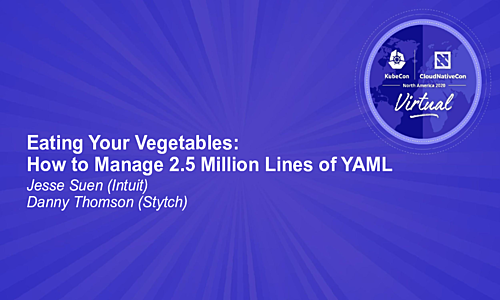 KubeCon CloudNativeCon
North America 2020
Virtual
Eating Your Vegetables:
How to Manage 2.5 Million Lines of YAML
Jesse Suen (Intuit)
Danny Thomson (Stytch)